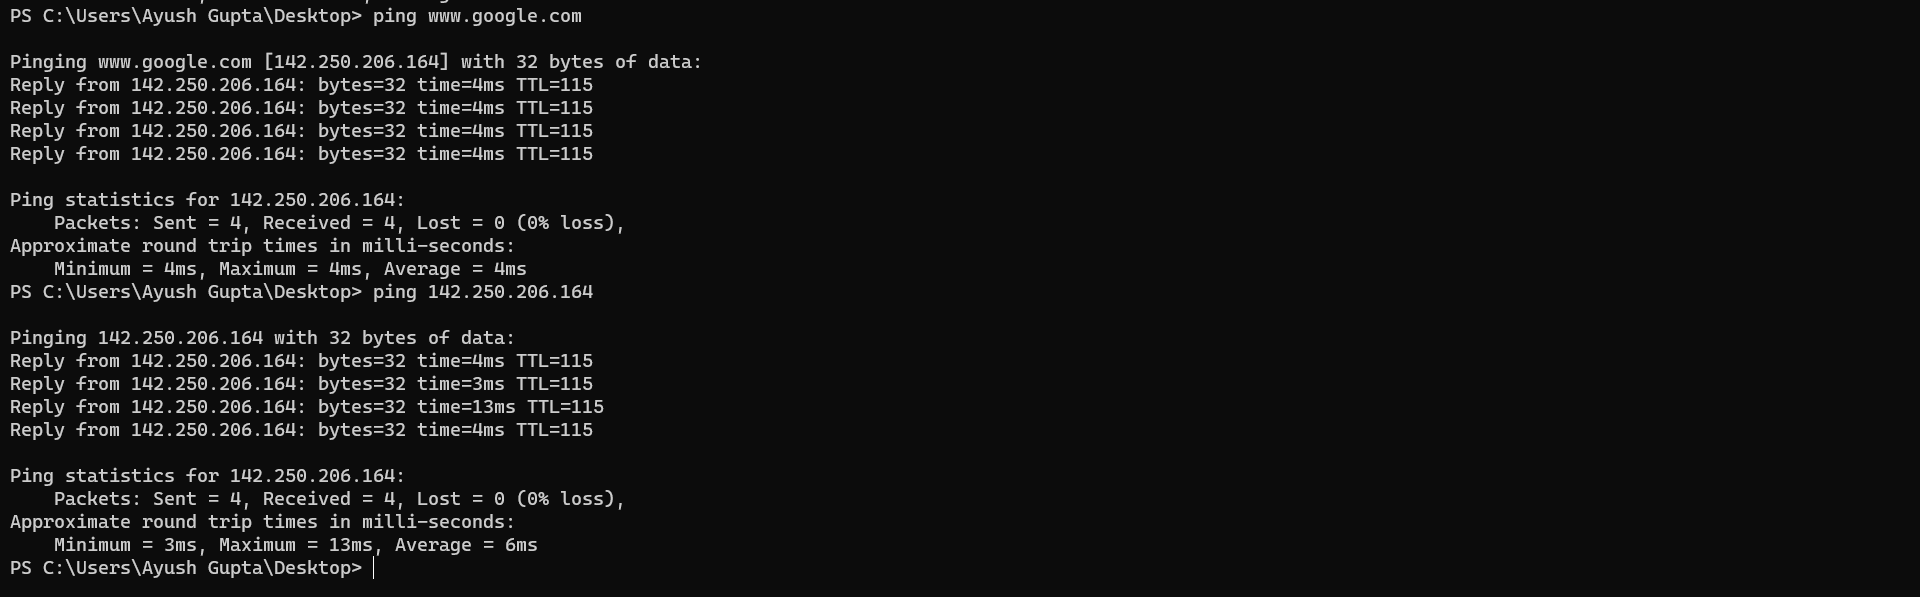 PS C:\Users\Ayush Gupta\Desktop> ping www.google.com
Pinging www.google.com [142.250.206.164] with 32 bytes of data:
Reply from 142.250.206.164: bytes=32 time=4ms TTL=115
Reply from 142.250.206.164: bytes=32 time=4ms TTL=115
Reply from 142.250.206.164: bytes=32 time=4ms TTL=115
Reply from 142.250.206.164: bytes=32 time=4ms TTL=115
Ping statistics for 142.250.206.164:
    Packets: Sent = 4, Received = 4, Lost = 0 (0% loss),
Approximate round trip times in milli-seconds:
    Minimum = 4ms, Maximum = 4ms, Average = 4ms
PS C:\Users\Ayush Gupta\Desktop> ping 142.250.206.164
Pinging 142.250.206.164 with 32 bytes of data:
Reply from 142.250.206.164: bytes=32 time=4ms TTL=115
Reply from 142.250.206.164: bytes=32 time=3ms TTL=115
Reply from 142.250.206.164: bytes=32 time=13ms TTL=115
Reply from 142.250.206.164: bytes=32 time=4ms TTL=115
Ping statistics for 142.250.206.164:
    Packets: Sent = 4, Received = 4, Lost = 0 (0% loss),
Approximate round trip times in milli-seconds:
    Minimum = 3ms, Maximum = 13ms, Average = 6ms
PS C:\Users\Ayush Gupta\Desktop>